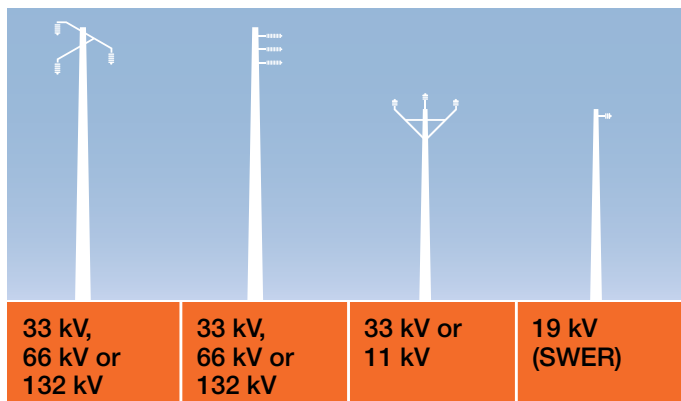 33 kV,
66 kV or
132 kV
33 kV,
66 kV or
132 kV
33 kV or
11 kV
19 kV
(SWER)